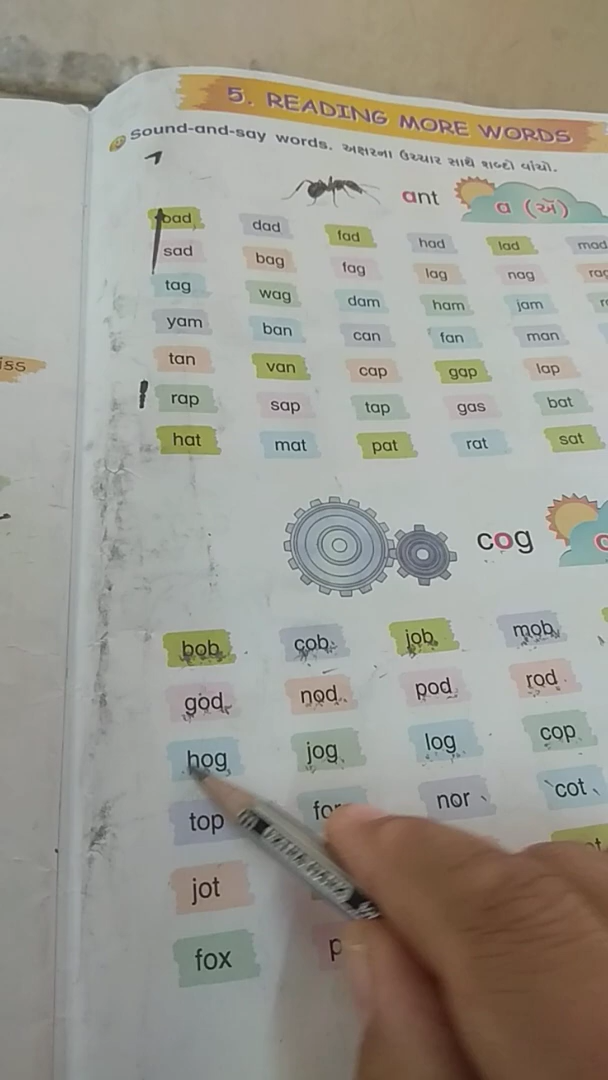 5. READING MORE WORDS
Sound-and-say words. અક્ષરના ઉચ્ચાર સાથે શબ્દો વાંચો.
ant a (ઍ)
bad dad fad had lad mad
sad bag fag lag nag
tag wag dam ham jam
yam ban can fan man
tan van cap gap lap
rap sap tap gas bat
hat mat pat rat sat
cog
bob cob job mob
god nod pod rod
hog jog log cop
top for nor cot
jot
fox
iss